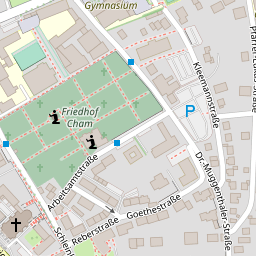 Gymnasium
Kleemannstraße
Friedhof
Cham
P
Arbeitsamtstraße
Dr.-Muggenthaler-Straße
Goethestraße
Reberstraße